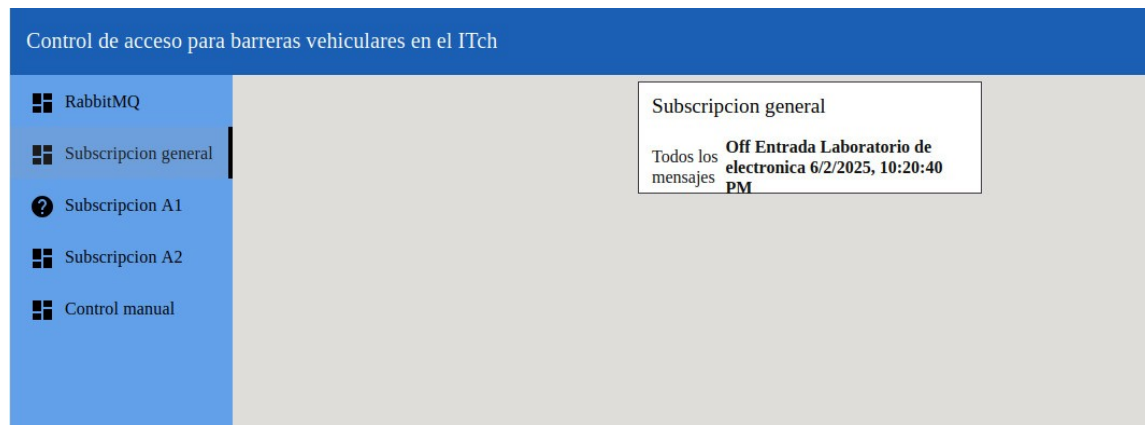 Control de acceso para barreras vehiculares en el ITch
RabbitMQ
Subscripcion general
Subscripcion A1
Subscripcion A2
Control manual
Subscripcion general
Todos los
mensajes
Off Entrada Laboratorio de
electronica 6/2/2025, 10:20:40
PM